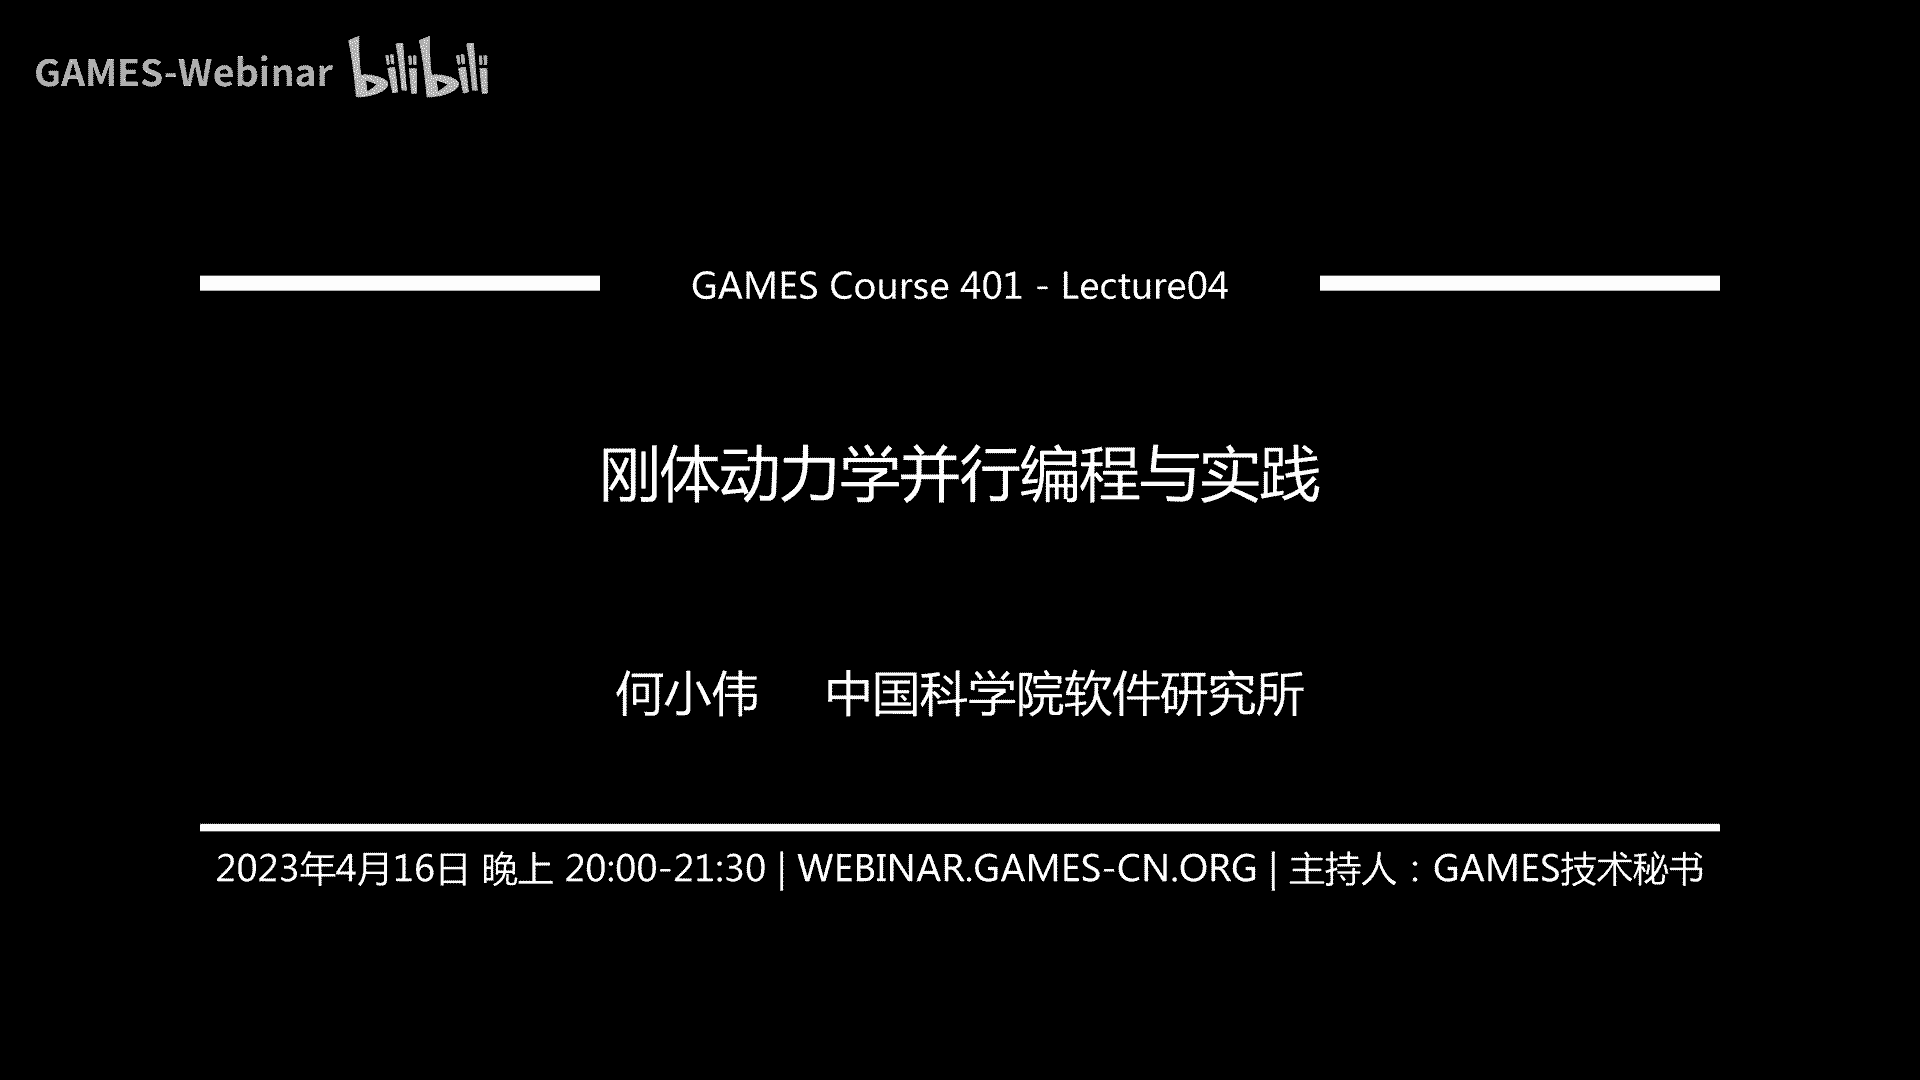 GAMES-Webinar bilibili
GAMES Course 401 - Lecture04
刚体动力学并行编程与实践
何小伟 中国科学院软件研究所
2023年4月16日 晚上 20:00-21:30 | WEBINAR.GAMES-CN.ORG | 主持人：GAMES技术秘书